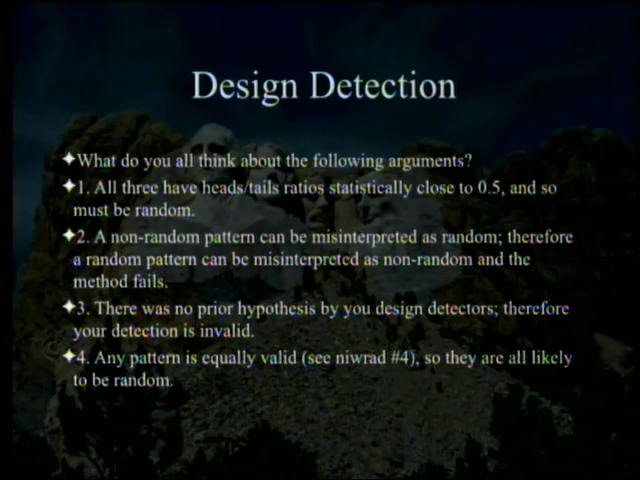 Design Detection
✦What do you all think about the following arguments?
✦1. All three have heads/tails ratios statistically close to 0.5, and so
must be random.
✦2. A non-random pattern can be misinterpreted as random; therefore
a random pattern can be misinterpreted as non-random and the
method fails.
✦3. There was no prior hypothesis by you design detectors; therefore
your detection is invalid.
✦4. Any pattern is equally valid (see niwrad #4), so they are all likely
to be random.